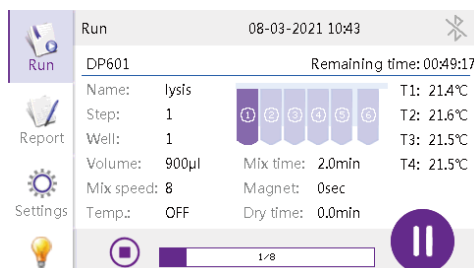 Run 08-03-2021 10:43
Run DP601 Remaining time: 00:49:17
Name: lysis T1: 21.4℃
Step: 1 1 2 3 4 5 6 T2: 21.6℃
Report Well: 1 T3: 21.5℃
Volume: 900μl Mix time: 2.0min T4: 21.5℃
Mix speed: 8 Magnet: 0sec
Settings Temp.: OFF Dry time: 0.0min
1/8